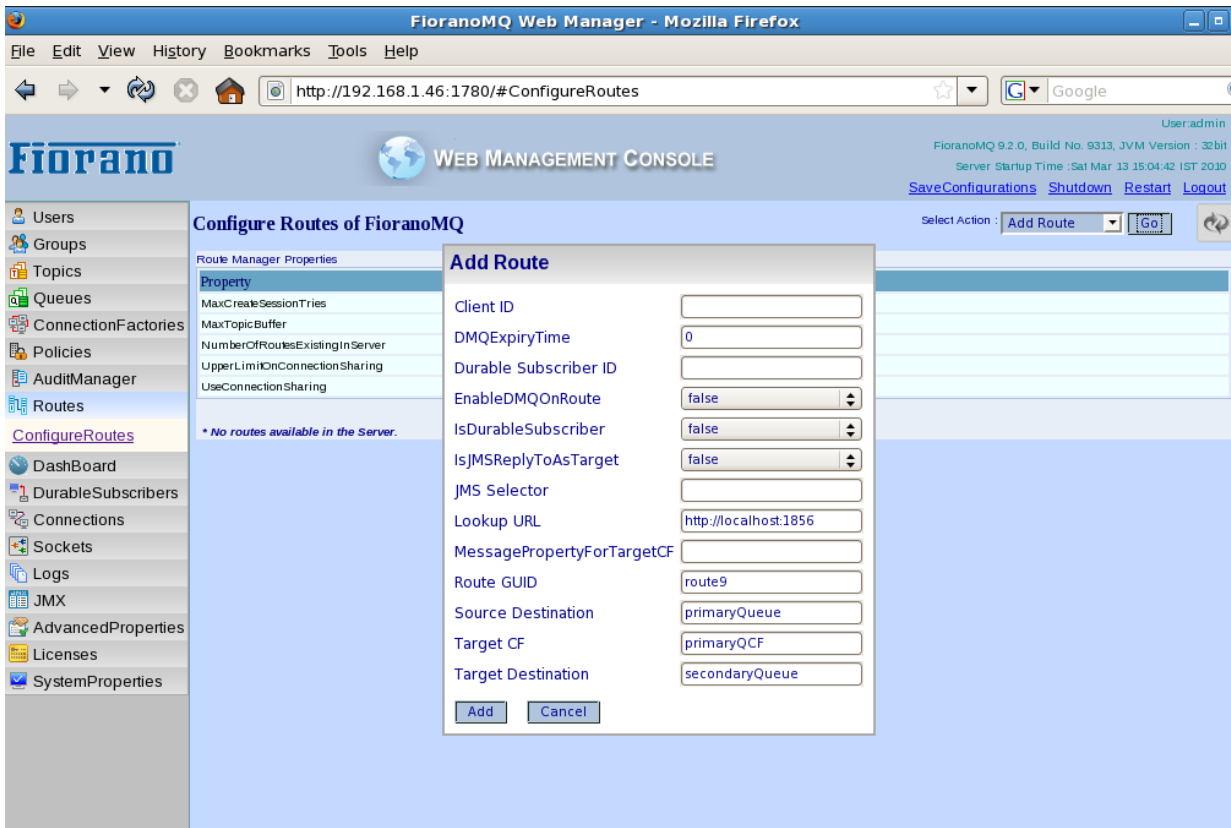 FioranoMQ Web Manager - Mozilla Firefox
File Edit View History Bookmarks Tools Help
http://192.168.1.46:1780/#ConfigureRoutes
G Google
User:admin
Fiorano
WEB MANAGEMENT CONSOLE
FioranoMQ 9.2.0, Build No. 9313, JVM Version : 32bit
Server Startup Time :Sat Mar 13 15:04:42 IST 2010
SaveConfigurations Shutdown Restart Logout
Users
Groups
Topics
Queues
ConnectionFactories
Policies
AuditManager
Routes
ConfigureRoutes
DashBoard
DurableSubscribers
Connections
Sockets
Logs
JMX
AdvancedProperties
Licenses
SystemProperties
Configure Routes of FioranoMQ
Select Action : Add Route Go
Route Manager Properties
Property
MaxCreateSessionTries
MaxTopicBuffer
NumberOfRoutesExistingInServer
UpperLimitOnConnectionSharing
UseConnectionSharing
* No routes available in the Server.
Add Route
Client ID
DMQExpiryTime 0
Durable Subscriber ID
EnableDMQOnRoute false
IsDurableSubscriber false
IsJMSReplyToAsTarget false
JMS Selector
Lookup URL http://localhost:1856
MessagePropertyForTargetCF
Route GUID route9
Source Destination primaryQueue
Target CF primaryQCF
Target Destination secondaryQueue
Add Cancel